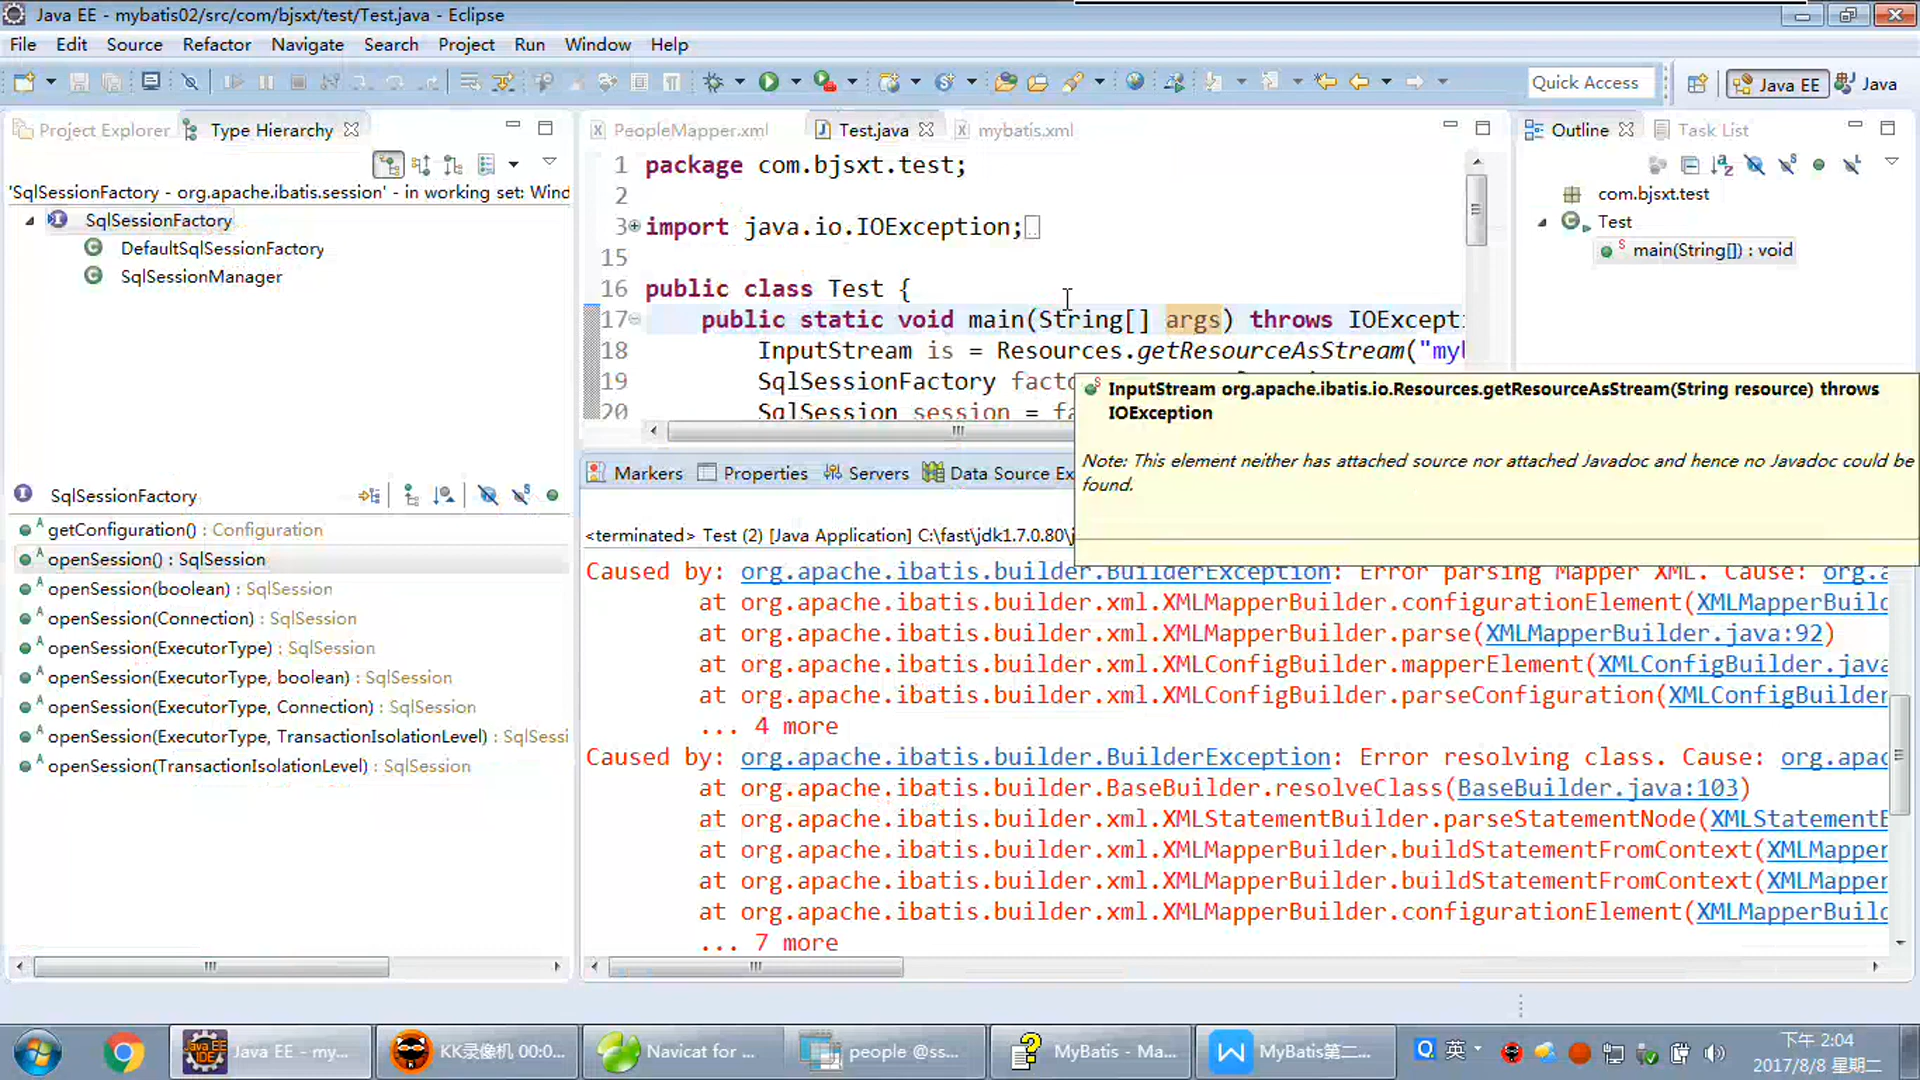 Java EE - mybatis02/src/com/bjsxt/test/Test.java - Eclipse
File Edit Source Refactor Navigate Search Project Run Window Help
Quick Access
Java EE
Java
Project Explorer
Type Hierarchy
'SqlSessionFactory - org.apache.ibatis.session' - in working set: Wind
SqlSessionFactory
DefaultSqlSessionFactory
SqlSessionManager
SqlSessionFactory
getConfiguration() : Configuration
openSession() : SqlSession
openSession(boolean) : SqlSession
openSession(Connection) : SqlSession
openSession(ExecutorType) : SqlSession
openSession(ExecutorType, boolean) : SqlSession
openSession(ExecutorType, Connection) : SqlSession
openSession(ExecutorType, TransactionIsolationLevel) : SqlSessi
openSession(TransactionIsolationLevel) : SqlSession
PeopleMapper.xml
Test.java
mybatis.xml
1 package com.bjsxt.test;
2
3 import java.io.IOException;
15
16 public class Test {
17 public static void main(String[] args) throws IOExcepti
18 InputStream is = Resources.getResourceAsStream("myl
19 SqlSessionFactory facto
20 SqlSession session = fa
InputStream org.apache.ibatis.io.Resources.getResourceAsStream(String resource) throws
IOException
Note: This element neither has attached source nor attached Javadoc and hence no Javadoc could be
found.
Outline
Task List
com.bjsxt.test
Test
main(String[]) : void
Markers
Properties
Servers
Data Source Ex
<terminated> Test (2) [Java Application] C:\fast\jdk1.7.0.80\j
Caused by: org.apache.ibatis.builder.BuilderException: Error parsing Mapper XML. Cause: org.a
at org.apache.ibatis.builder.xml.XMLMapperBuilder.configurationElement(XMLMapperBuild
at org.apache.ibatis.builder.xml.XMLMapperBuilder.parse(XMLMapperBuilder.java:92)
at org.apache.ibatis.builder.xml.XMLConfigBuilder.mapperElement(XMLConfigBuilder.java
at org.apache.ibatis.builder.xml.XMLConfigBuilder.parseConfiguration(XMLConfigBuilder
... 4 more
Caused by: org.apache.ibatis.builder.BuilderException: Error resolving class. Cause: org.apac
at org.apache.ibatis.builder.BaseBuilder.resolveClass(BaseBuilder.java:103)
at org.apache.ibatis.builder.xml.XMLStatementBuilder.parseStatementNode(XMLStatementB
at org.apache.ibatis.builder.xml.XMLMapperBuilder.buildStatementFromContext(XMLMapper
at org.apache.ibatis.builder.xml.XMLMapperBuilder.buildStatementFromContext(XMLMapper
at org.apache.ibatis.builder.xml.XMLMapperBuilder.configurationElement(XMLMapperBuild
... 7 more
Java EE - my...
KK录像机 00:0...
Navicat for ...
people @ss...
MyBatis - Ma...
MyBatis第二...
英
下午 2:04
2017/8/8 星期二